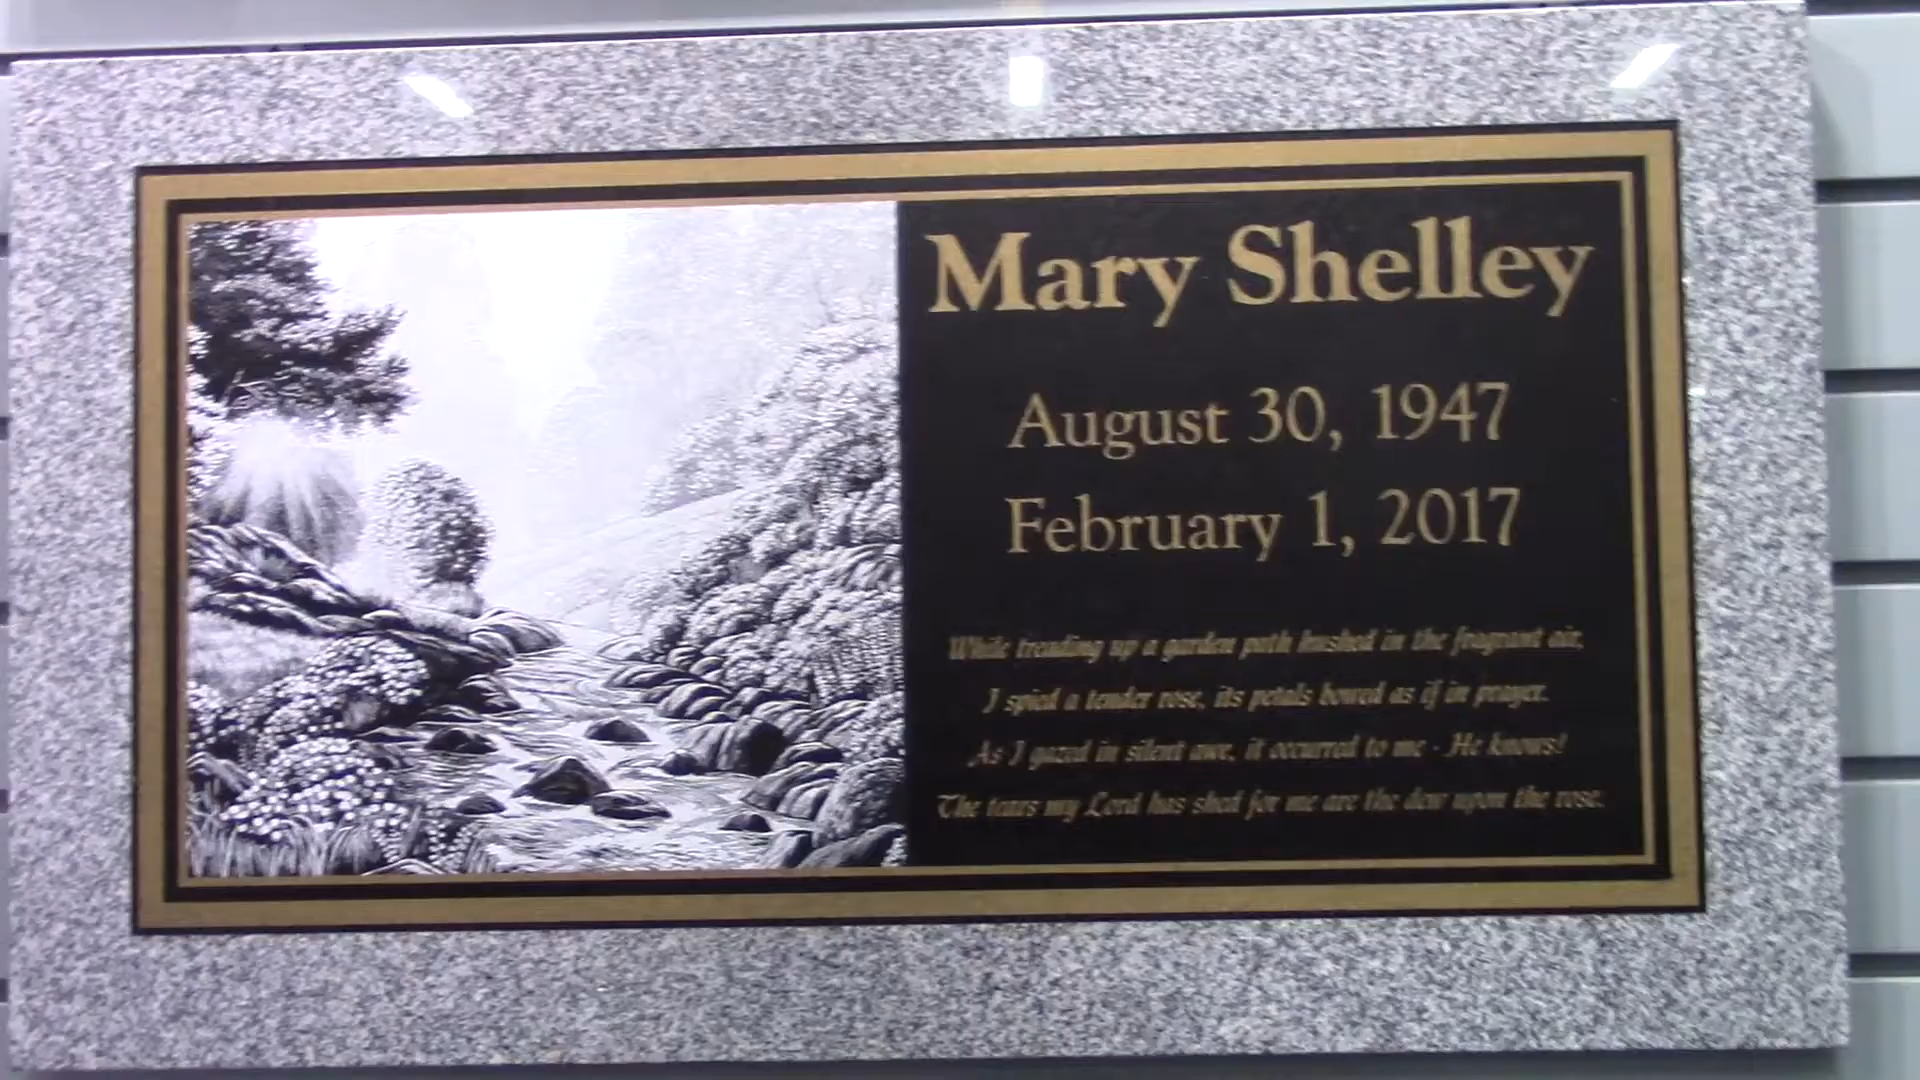 Mary Shelley
August 30, 1947
February 1, 2017
While treading up a garden path hushed in the fragrant air,
I spied a tender rose, its petals bowed as if in prayer.
As I gazed in silent awe, it occurred to me - He knows!
The tears my Lord has shed for me are the dew upon the rose.